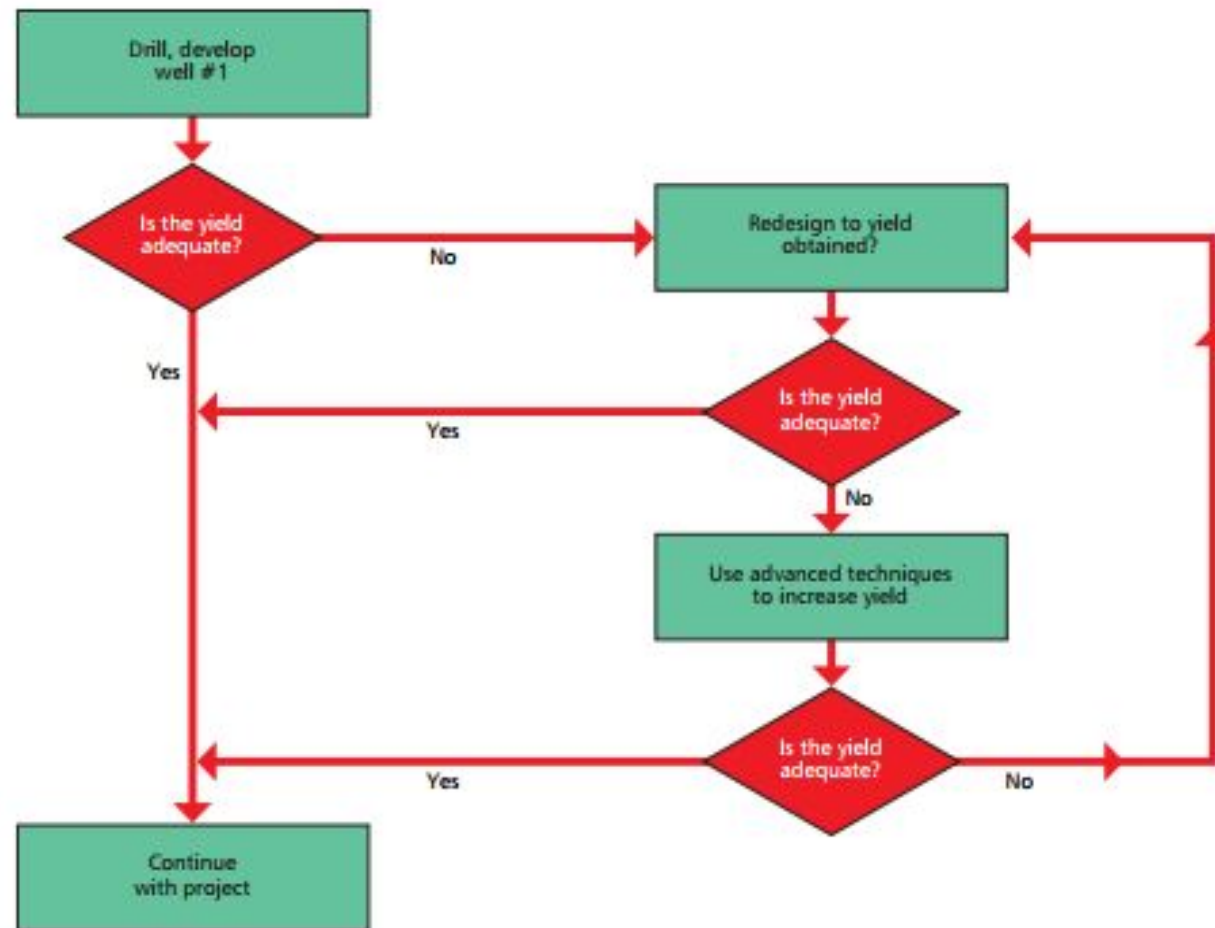 Drill, develop
well #1
Is the yield
adequate?
No
Redesign to yield
obtained?
Yes
Is the yield
adequate?
Yes
No
Use advanced techniques
to increase yield
Is the yield
adequate?
Yes
No
Continue
with project